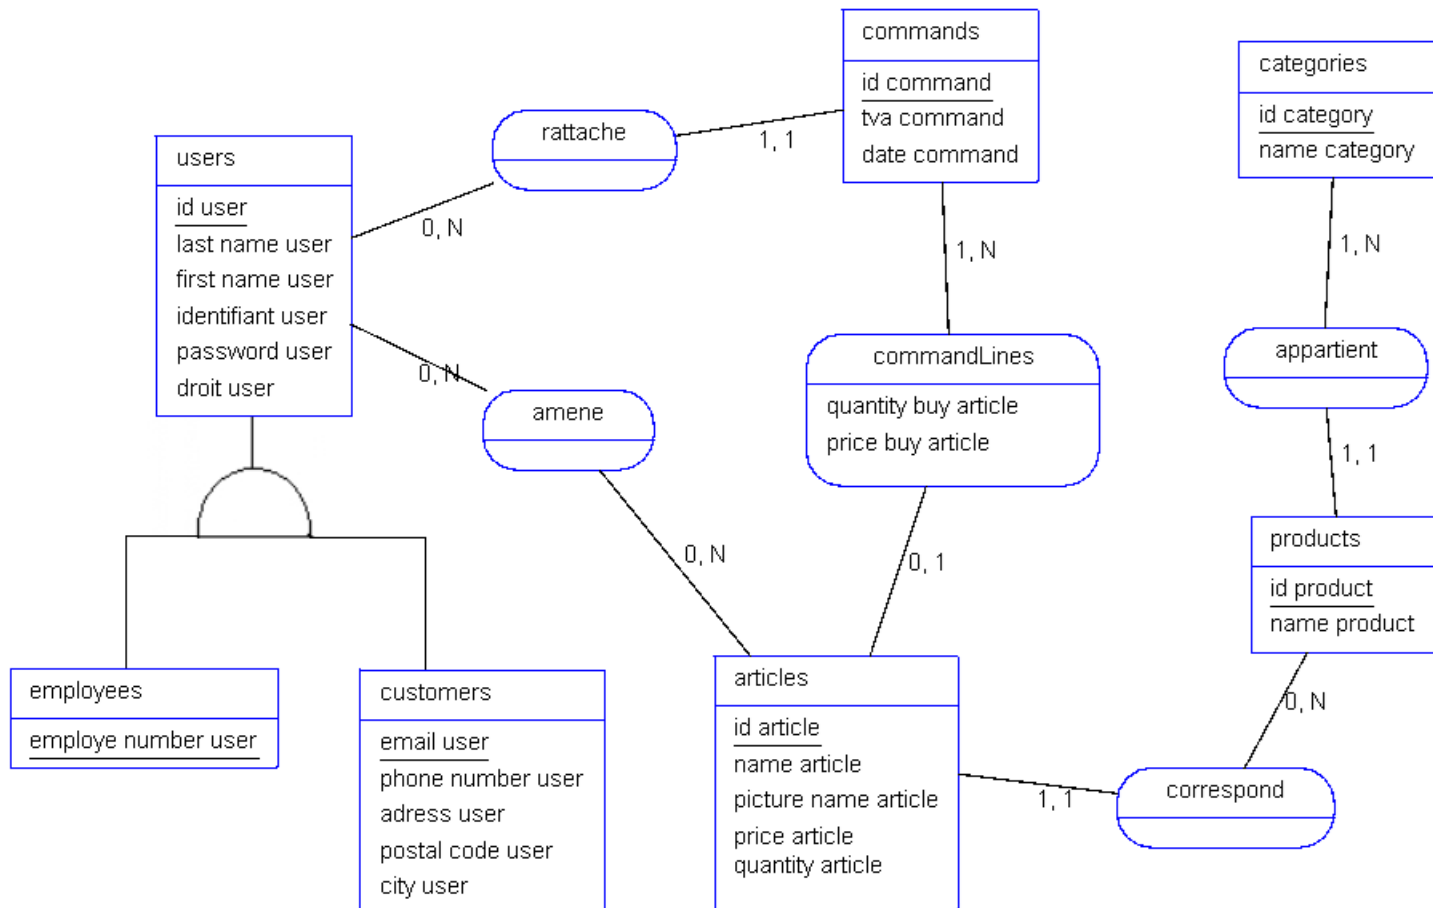 commands
id command
tva command
date command
categories
id category
name category
rattache
1, 1
0, N
users
id user
last name user
first name user
identifiant user
password user
droit user
1, N
1, N
commandLines
quantity buy article
price buy article
appartient
0, N
amene
1, 1
0, N
0, 1
products
id product
name product
employees
employe number user
customers
email user
phone number user
adress user
postal code user
city user
articles
id article
name article
picture name article
price article
quantity article
0, N
1, 1
correspond